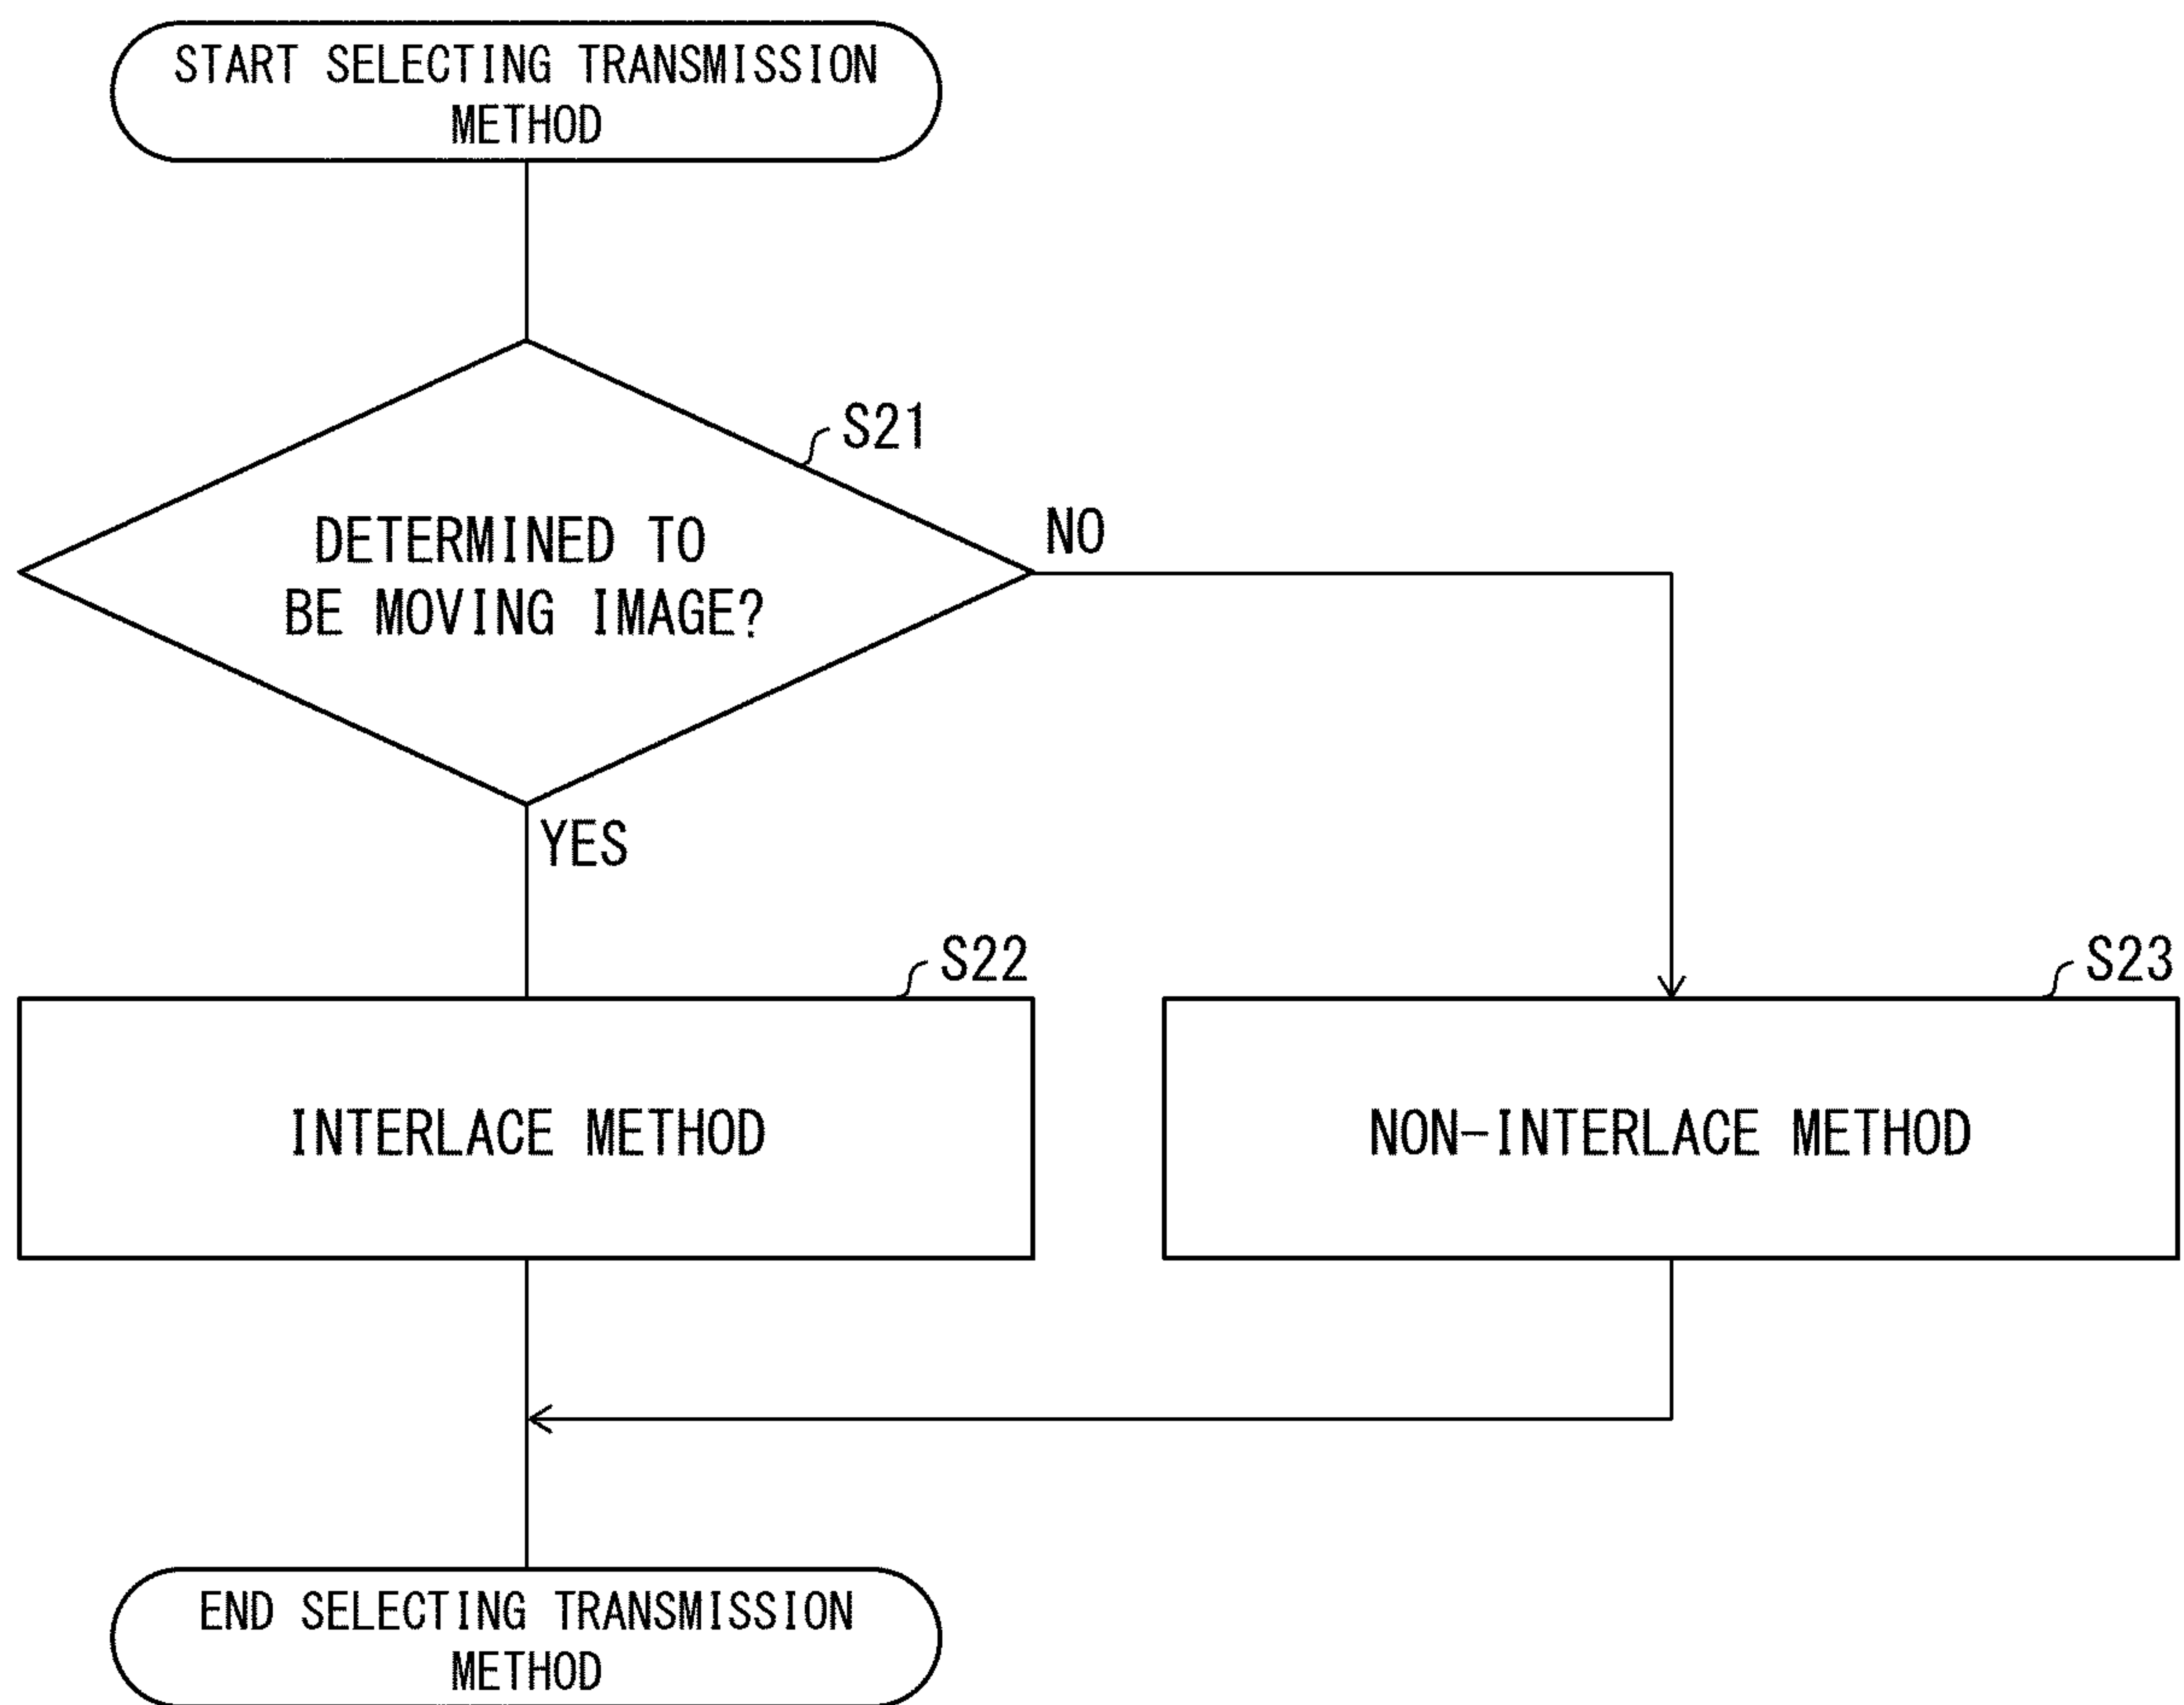 START SELECTING TRANSMISSION
METHOD
S21
DETERMINED TO
BE MOVING IMAGE?
NO
YES
S22
INTERLACE METHOD
S23
NON-INTERLACE METHOD
END SELECTING TRANSMISSION
METHOD